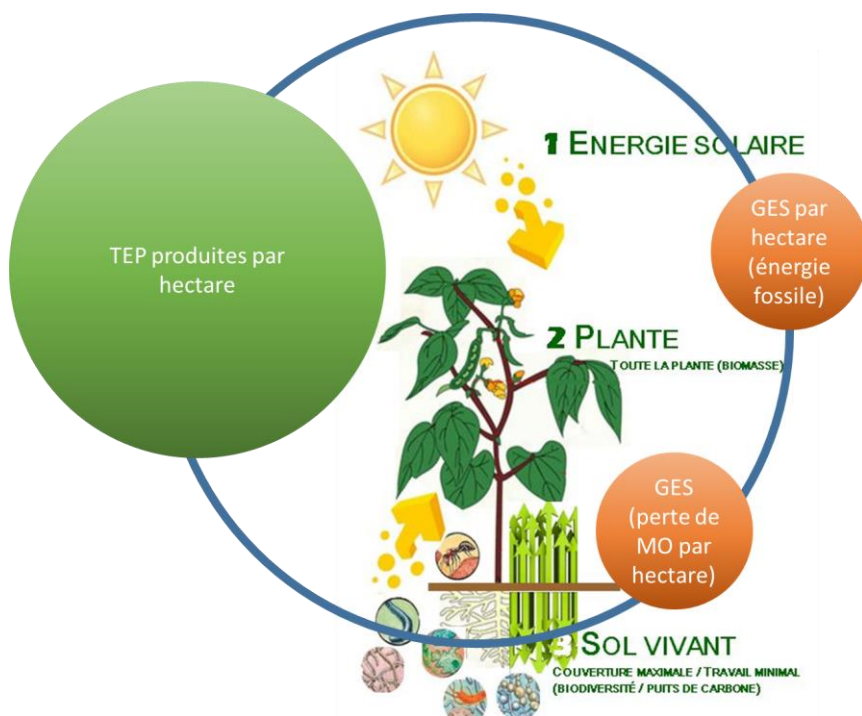 1 ENERGIE SOLAIRE
TEP produites par
hectare
GES par
hectare
(énergie
fossile)
2 PLANTE
TOUTE LA PLANTE (BIOMASSE)
GES
(perte de
MO par
hectare)
3 SOL VIVANT
COUVERTURE MAXIMALE / TRAVAIL MINIMAL
(BIODIVERSITÉ / PUITS DE CARBONE)